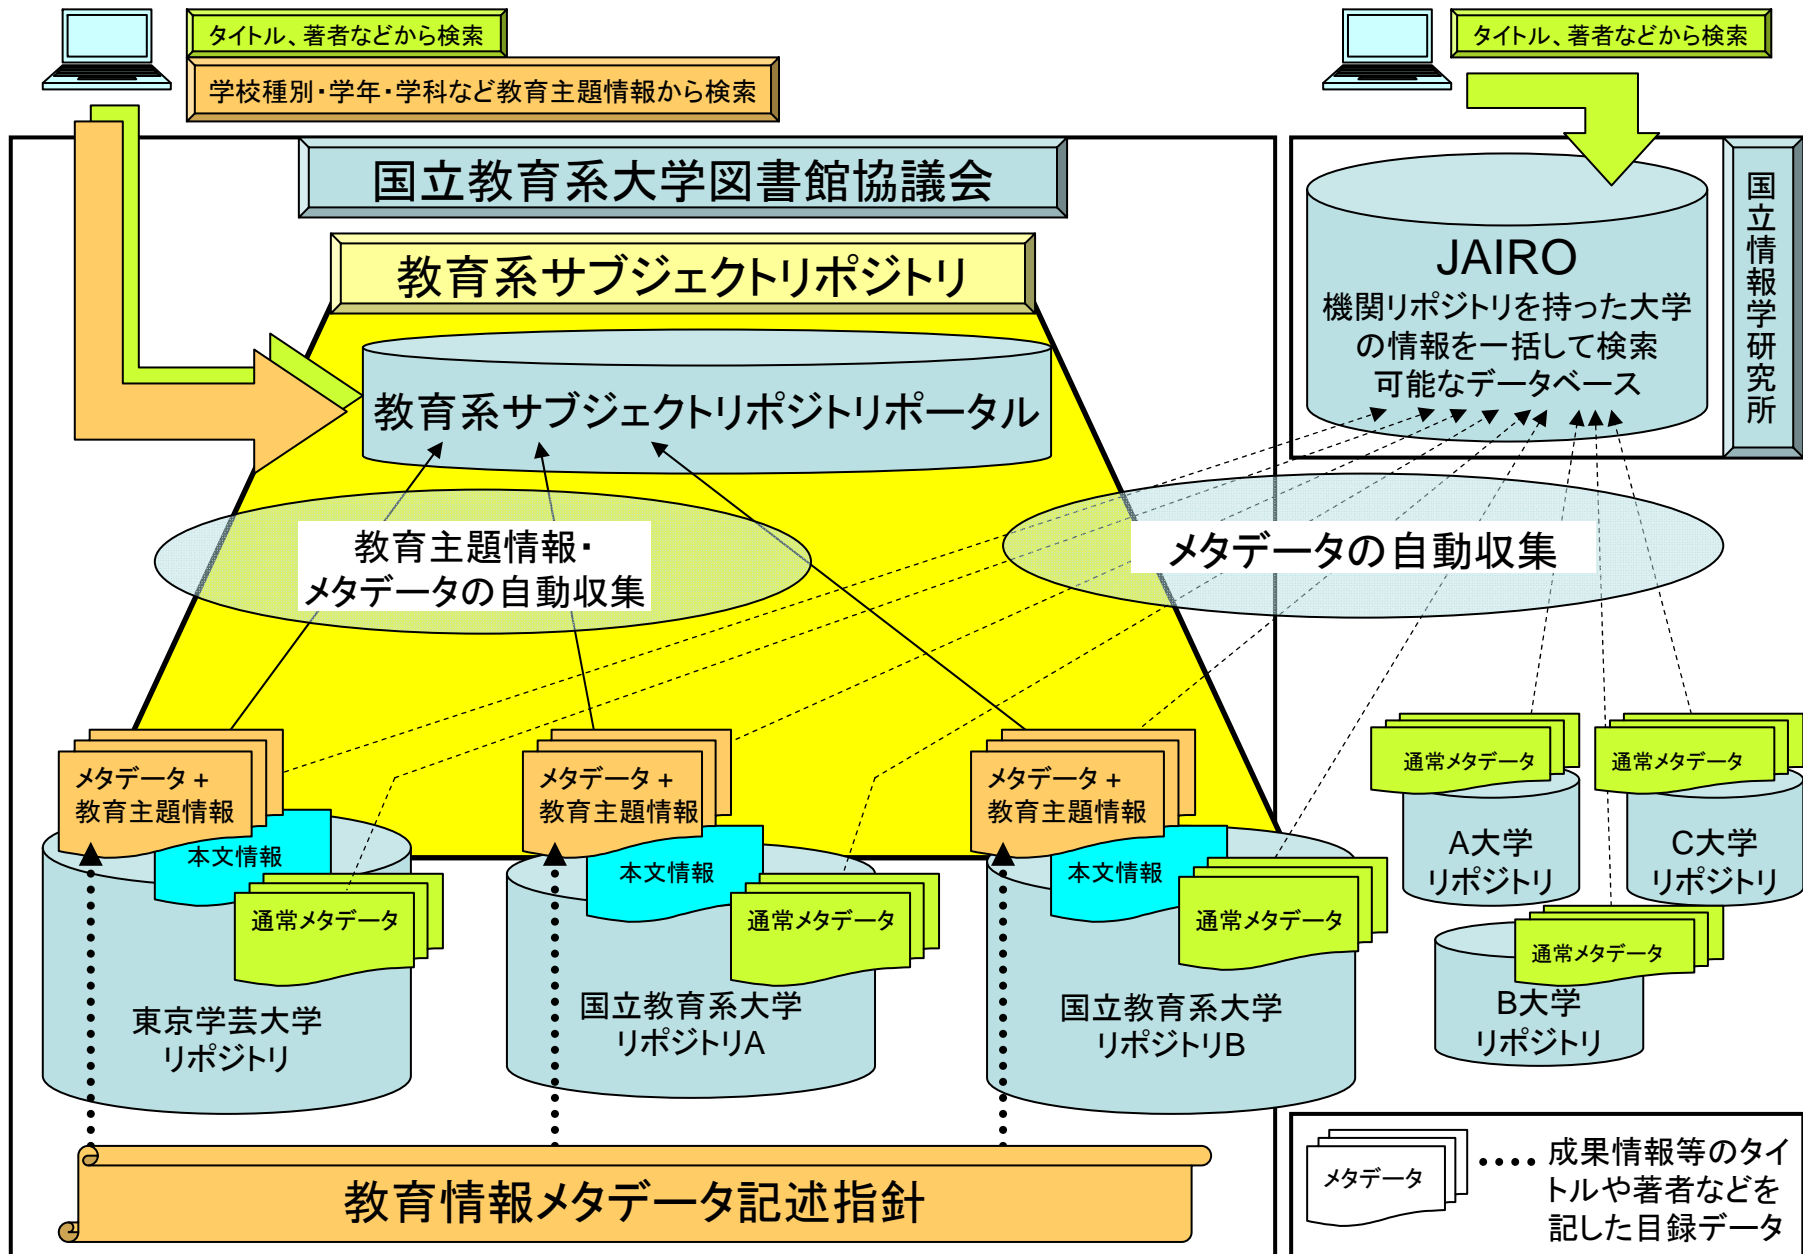 タイトル、著者などから検索
学校種別・学年・学科など教育主題情報から検索
タイトル、著者などから検索
国立教育系大学図書館協議会
教育系サブジェクトリポジトリ
教育系サブジェクトリポジトリポータル
国立情報学研究所
JAIRO
機関リポジトリを持った大学
の情報を一括して検索
可能なデータベース
教育主題情報・
メタデータの自動収集
メタデータの自動収集
メタデータ +
教育主題情報
本文情報
通常メタデータ
東京学芸大学
リポジトリ
メタデータ +
教育主題情報
本文情報
通常メタデータ
国立教育系大学
リポジトリA
メタデータ +
教育主題情報
本文情報
通常メタデータ
国立教育系大学
リポジトリB
通常メタデータ
A大学
リポジトリ
通常メタデータ
C大学
リポジトリ
通常メタデータ
B大学
リポジトリ
教育情報メタデータ記述指針
メタデータ
‥‥ 成果情報等のタイ
トルや著者などを
記した目録データ